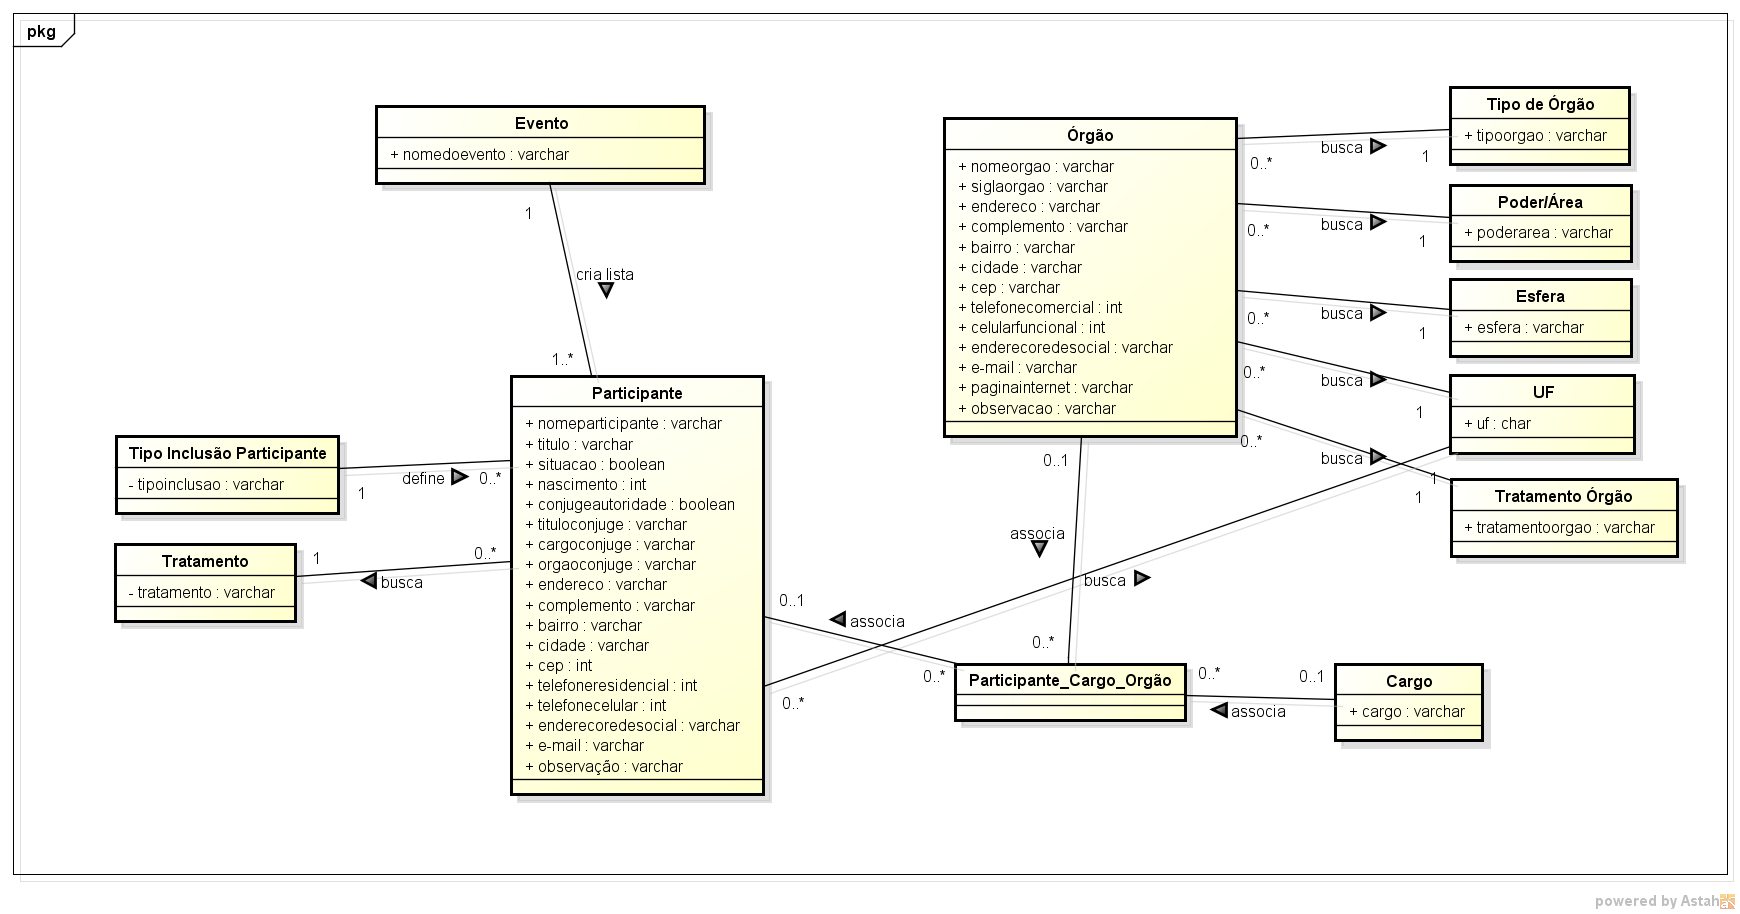 pkg
Evento
+ nomedoevento : varchar
1
cria lista
1..*
Participante
+ nomeparticipante : varchar
+ titulo : varchar
+ situacao : boolean
+ nascimento : int
+ conjugeautoridade : boolean
+ tituloconjuge : varchar
+ cargoconjuge : varchar
+ orgaoconjuge : varchar
+ endereco : varchar
+ complemento : varchar
+ bairro : varchar
+ cidade : varchar
+ cep : int
+ telefoneresidencial : int
+ telefonecelular : int
+ enderecoredesocial : varchar
+ e-mail : varchar
+ observação : varchar
Tipo Inclusão Participante
- tipoinclusao : varchar
1
define
0..*
Tratamento
- tratamento : varchar
1
0..*
busca
Órgão
+ nomeorgao : varchar
+ siglaorgao : varchar
+ endereco : varchar
+ complemento : varchar
+ bairro : varchar
+ cidade : varchar
+ cep : varchar
+ telefonecomercial : int
+ celularfuncional : int
+ enderecoredesocial : varchar
+ e-mail : varchar
+ paginainternet : varchar
+ observacao : varchar
Tipo de Órgão
+ tipoorgao : varchar
0..*
busca
1
Poder/Área
+ poderarea : varchar
0..*
busca
1
Esfera
+ esfera : varchar
0..*
busca
1
UF
+ uf : char
0..*
busca
1
Tratamento Órgão
+ tratamentoorgao : varchar
0..*
busca
1
1
0..1
associa
0..*
busca
0..*
0..1
associa
0..*
Participante_Cargo_Orgão
0..*
0..1
associa
Cargo
+ cargo : varchar
powered by Astah